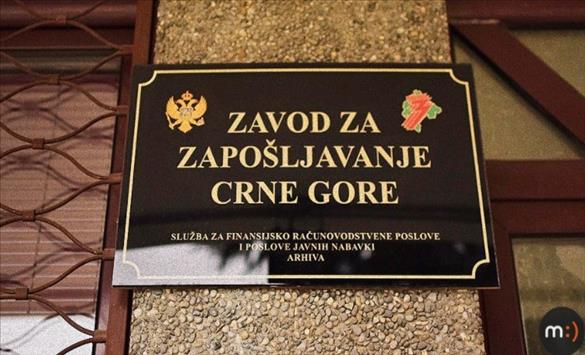 ZAVOD ZA
ZAPOŠLJAVANJE
CRNE GORE
SLUŽBA ZA FINANSIJSKO RAČUNOVODSTVENE POSLOVE
I POSLOVE JAVNIH NABAVKI
ARHIVA
m:)